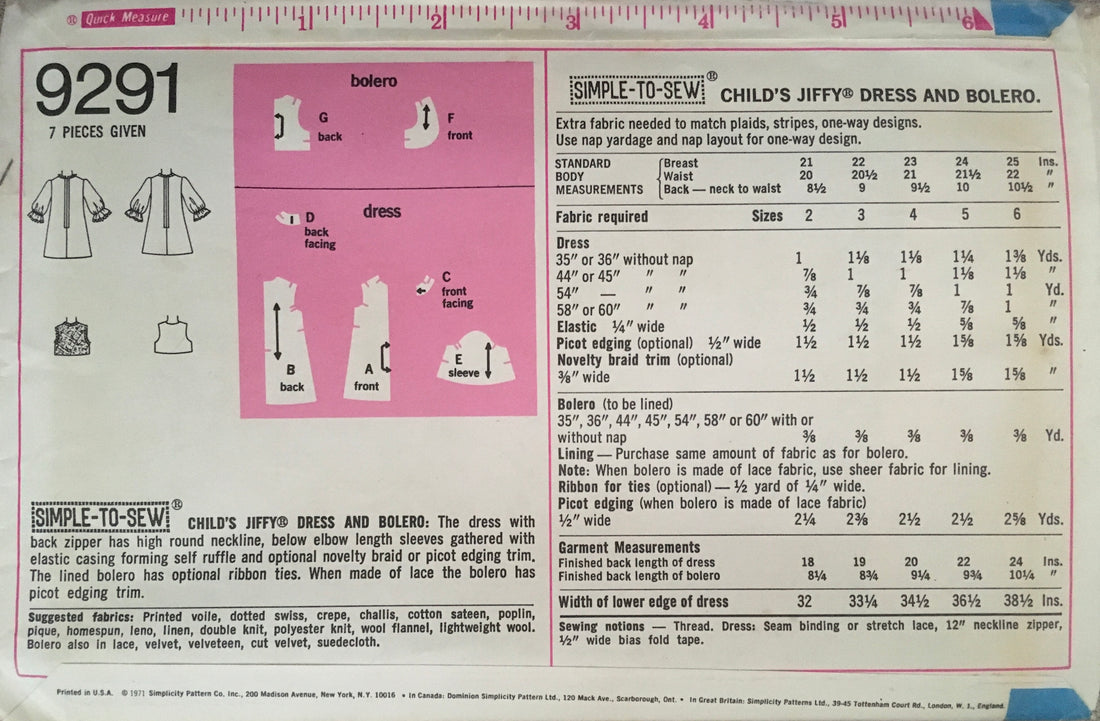 ® Quick Measure 1 2 3 4 5 6
9291
7 PIECES GIVEN
bolero
G
back
F
front
dress
D
back
facing
C
front
facing
B
back
A
front
E
sleeve
SIMPLE-TO-SEW® CHILD'S JIFFY® DRESS AND BOLERO: The dress with
back zipper has high round neckline, below elbow length sleeves gathered with
elastic casing forming self ruffle and optional novelty braid or picot edging trim.
The lined bolero has optional ribbon ties. When made of lace the bolero has
picot edging trim.
Suggested fabrics: Printed voile, dotted swiss, crepe, challis, cotton sateen, poplin,
pique, homespun, leno, linen, double knit, polyester knit, wool flannel, lightweight wool.
Bolero also in lace, velvet, velveteen, cut velvet, suedecloth.
SIMPLE-TO-SEW® CHILD'S JIFFY® DRESS AND BOLERO.
Extra fabric needed to match plaids, stripes, one-way designs.
Use nap yardage and nap layout for one-way design.
STANDARD Breast 21 22 23 24 25 Ins.
BODY Waist 20 20½ 21 21½ 22 "
MEASUREMENTS Back — neck to waist 8½ 9 9½ 10 10½ "
Fabric required Sizes 2 3 4 5 6
Dress
35" or 36" without nap 1 1⅛ 1⅛ 1¼ 1⅜ Yds.
44" or 45" " " ⅞ 1 1 1⅛ 1⅛ "
54" — " " ¾ ⅞ ⅞ 1 1 Yd.
58" or 60" " " ¾ ¾ ¾ ⅞ 1 "
Elastic ¼" wide ½ ½ ½ ⅝ ⅝ "
Picot edging (optional) ½" wide 1½ 1½ 1½ 1⅝ 1⅝ Yds.
Novelty braid trim (optional)
⅜" wide 1½ 1½ 1½ 1⅝ 1⅝ "
Bolero (to be lined)
35", 36", 44", 45", 54", 58" or 60" with or
without nap ⅜ ⅜ ⅜ ⅜ ⅜ Yd.
Lining — Purchase same amount of fabric as for bolero.
Note: When bolero is made of lace fabric, use sheer fabric for lining.
Ribbon for ties (optional) — ½ yard of ¼" wide.
Picot edging (when bolero is made of lace fabric)
½" wide 2¼ 2⅜ 2½ 2½ 2⅝ Yds.
Garment Measurements
Finished back length of dress 18 19 20 22 24 Ins.
Finished back length of bolero 8¼ 8¾ 9¼ 9¾ 10¼ "
Width of lower edge of dress 32 33¼ 34½ 36½ 38½ Ins.
Sewing notions — Thread. Dress: Seam binding or stretch lace, 12" neckline zipper,
½" wide bias fold tape.
Printed in U.S.A. © 1971 Simplicity Pattern Co. Inc., 200 Madison Avenue, New York, N.Y. 10016 • In Canada: Dominion Simplicity Pattern Ltd., 120 Mack Ave., Scarborough, Ont. • In Great Britain: Simplicity Patterns Ltd., 39-45 Tottenham Court Rd., London, W. 1., England.